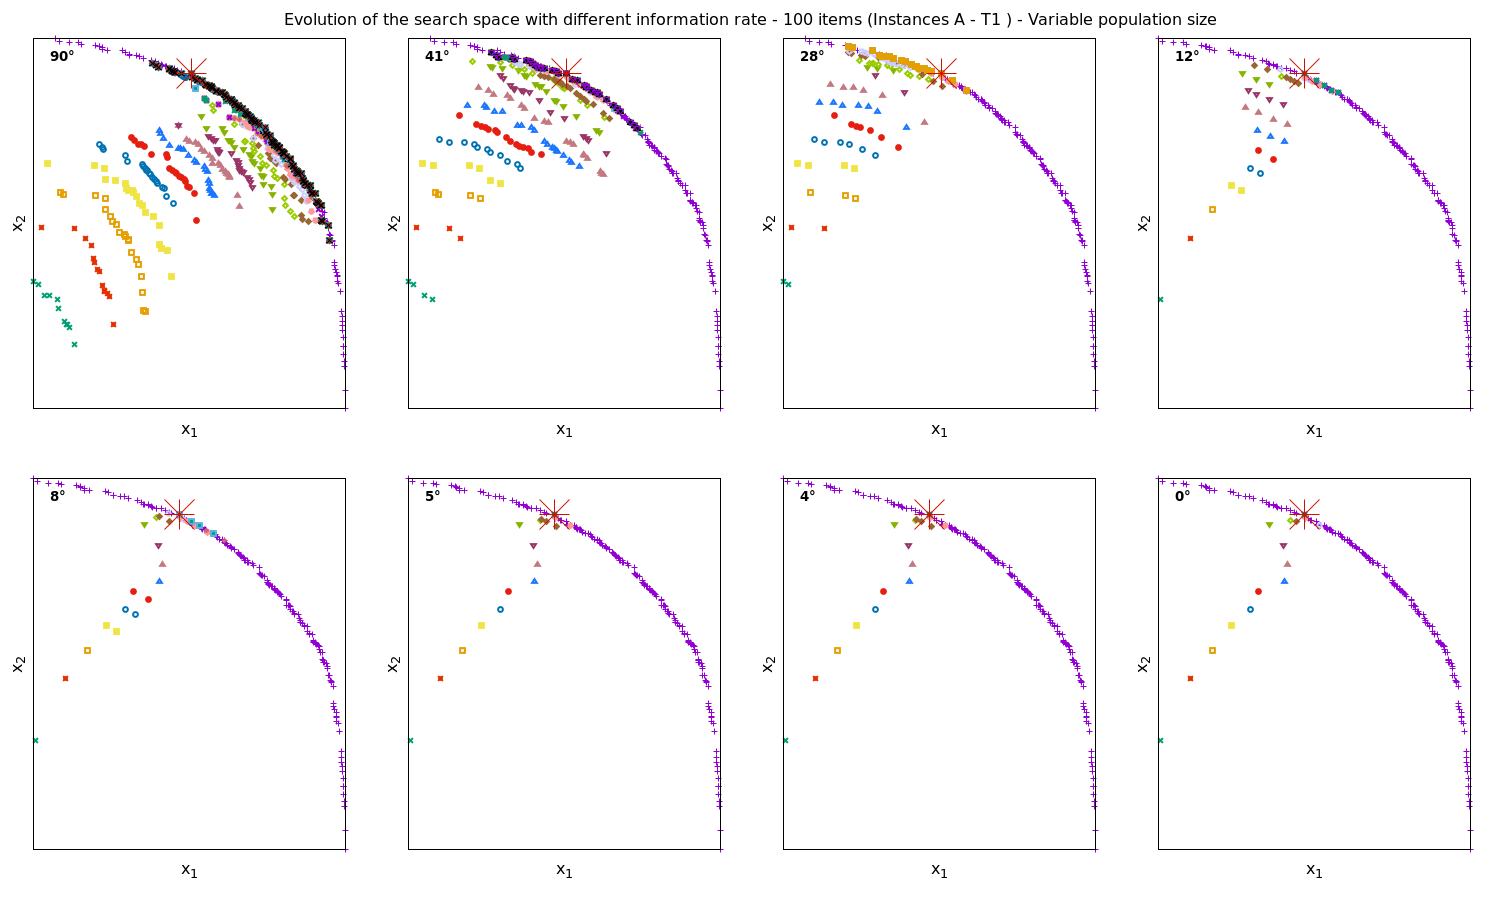 Evolution of the search space with different information rate - 100 items (Instances A - T1 ) - Variable population size
90° 41° 28° 12°
x2 x2 x2 x2
x1 x1 x1 x1
8° 5° 4° 0°
x2 x2 x2 x2
x1 x1 x1 x1